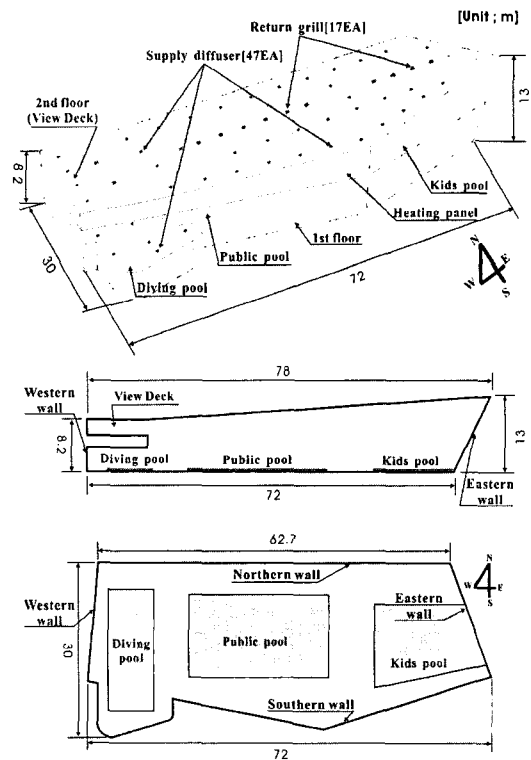 [Unit ; m]
Return grill[17EA]
Supply diffuser[47EA]
2nd floor
(View Deck)
13
8.2
Kids pool
Heating panel
1st floor
Public pool
30
72
Diving pool
N
W
E
S
78
Western
wall
View Deck
8.2
13
Diving pool
Public pool
Kids pool
Eastern
wall
72
62.7
N
W
E
S
Northern wall
Western
wall
Eastern
wall
30
Diving
pool
Public pool
Kids pool
Southern wall
72